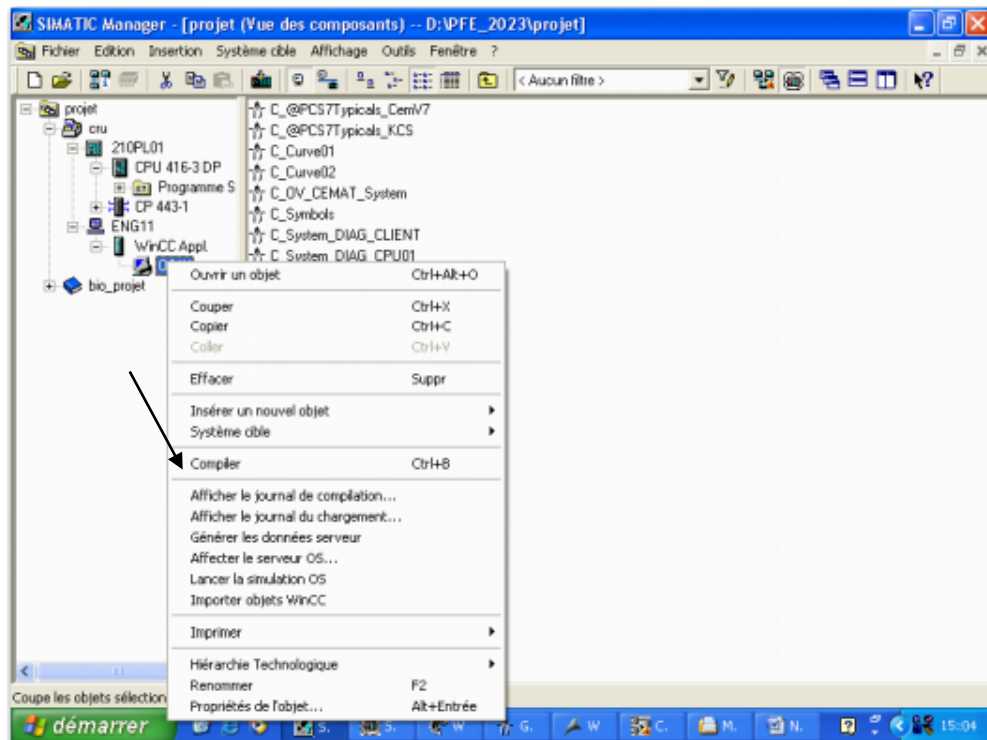 SIMATIC Manager - [projet (Vue des composants) -- D:\PFE_2023\projet]
Fichier Edition Insertion Système cible Affichage Outils Fenêtre ?
< Aucun filtre >
projet
cru
210PL01
CPU 416-3 DP
Programme S
CP 443-1
ENG11
WinCC Appl.
bio_projet
C_@PCS7Typicals_CemV7
C_@PCS7Typicals_KCS
C_Curve01
C_Curve02
C_OV_CEMAT_System
C_Symbols
C_System_DIAG_CLIENT
C_System_DIAG_CPU01
Ouvrir un objet Ctrl+Alt+O
Couper Ctrl+X
Copier Ctrl+C
Coller Ctrl+V
Effacer Suppr
Insérer un nouvel objet
Système cible
Compiler Ctrl+B
Afficher le journal de compilation...
Afficher le journal du chargement...
Générer les données serveur
Affecter le serveur OS...
Lancer la simulation OS
Importer objets WinCC
Imprimer
Hiérarchie Technologique
Renommer F2
Propriétés de l'objet... Alt+Entrée
Coupe les objets sélection
démarrer S. S. W G. W C. M. N. 15:04